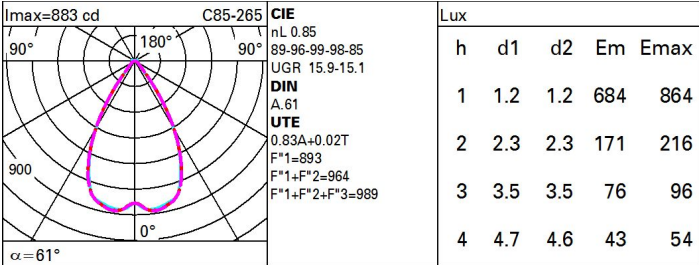 Imax=883 cd C85-265
90° 180° 90°
900
0°
α=61°
CIE
nL 0.85
89-96-99-98-85
UGR 15.9-15.1
DIN
A.61
UTE
0.83A+0.02T
F"1=893
F"1+F"2=964
F"1+F"2+F"3=989
Lux
h d1 d2 Em Emax
1 1.2 1.2 684 864
2 2.3 2.3 171 216
3 3.5 3.5 76 96
4 4.7 4.6 43 54